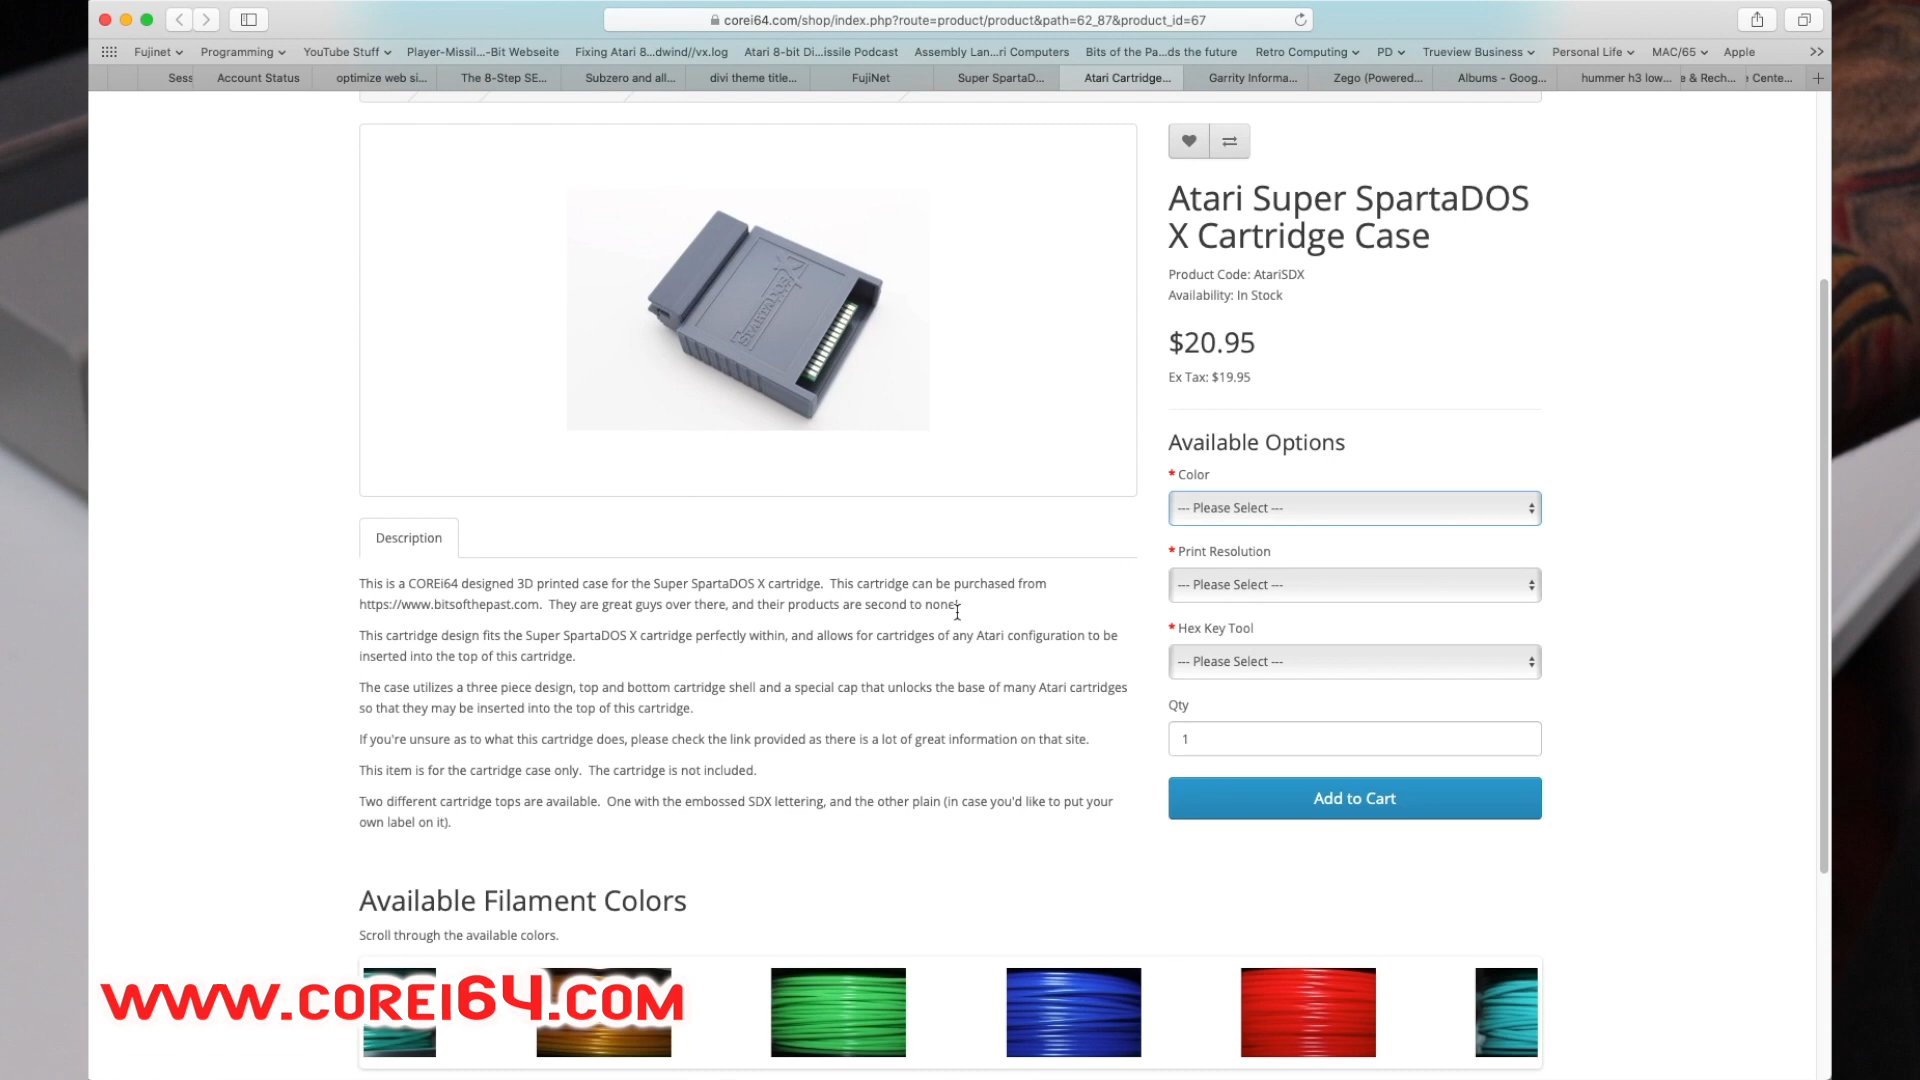 corei64.com/shop/index.php?route=product/product&path=62_87&product_id=67
Fujinet Programming YouTube Stuff Player-Missil...-Bit Webseite Fixing Atari 8...dwind//vx.log Atari 8-bit Di...issile Podcast Assembly Lan...ri Computers Bits of the Pa...ds the future Retro Computing PD Trueview Business Personal Life MAC/65 Apple
Sess Account Status optimize web si... The 8-Step SE... Subzero and all... divi theme title... FujiNet Super SpartaD... Atari Cartridge... Garrity Informa... Zego (Powered... Albums - Goog... hummer h3 low... e & Rech... Cente...
Atari Super SpartaDOS
X Cartridge Case
Product Code: AtariSDX
Availability: In Stock
$20.95
Ex Tax: $19.95
Available Options
* Color
--- Please Select ---
* Print Resolution
--- Please Select ---
* Hex Key Tool
--- Please Select ---
Qty
1
Add to Cart
SPARTADOS X
Description
This is a COREi64 designed 3D printed case for the Super SpartaDOS X cartridge. This cartridge can be purchased from
https://www.bitsofthepast.com. They are great guys over there, and their products are second to none!
This cartridge design fits the Super SpartaDOS X cartridge perfectly within, and allows for cartridges of any Atari configuration to be
inserted into the top of this cartridge.
The case utilizes a three piece design, top and bottom cartridge shell and a special cap that unlocks the base of many Atari cartridges
so that they may be inserted into the top of this cartridge.
If you're unsure as to what this cartridge does, please check the link provided as there is a lot of great information on that site.
This item is for the cartridge case only. The cartridge is not included.
Two different cartridge tops are available. One with the embossed SDX lettering, and the other plain (in case you'd like to put your
own label on it).
Available Filament Colors
Scroll through the available colors.
WWW.COREI64.COM